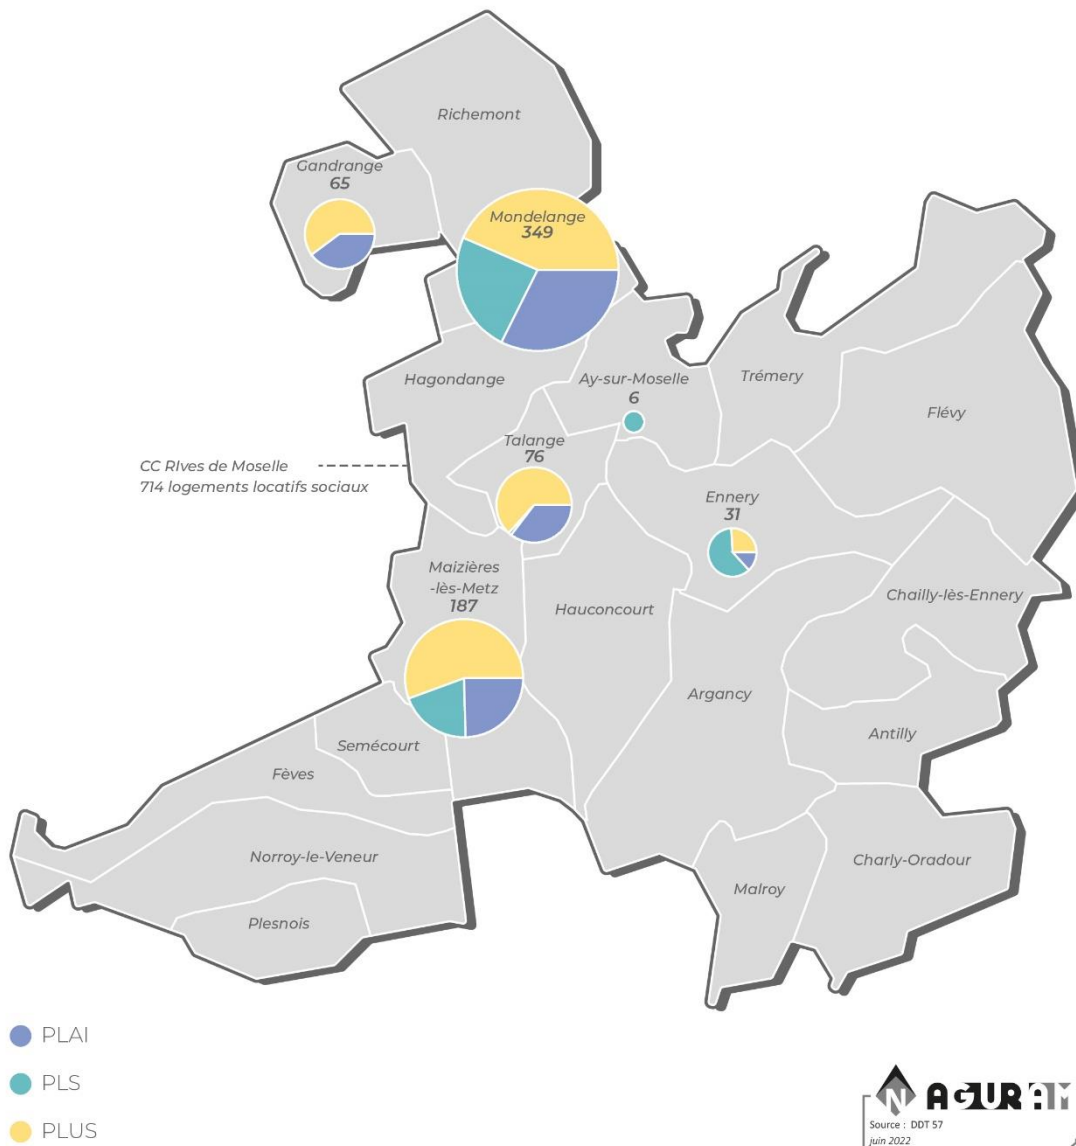 Richemont
Gandrange
65
Mondelange
349
Hagondange
Ay-sur-Moselle
6
Trémery
Flévy
Talange
76
CC RIves de Moselle
714 logements locatifs sociaux
Ennery
31
Maizières
-lès-Metz
187
Hauconcourt
Chailly-lès-Ennery
Argancy
Antilly
Semécourt
Fèves
Norroy-le-Veneur
Charly-Oradour
Malroy
Plesnois
PLAI
PLS
PLUS
N
AGURAM
Source : DDT 57
juin 2022